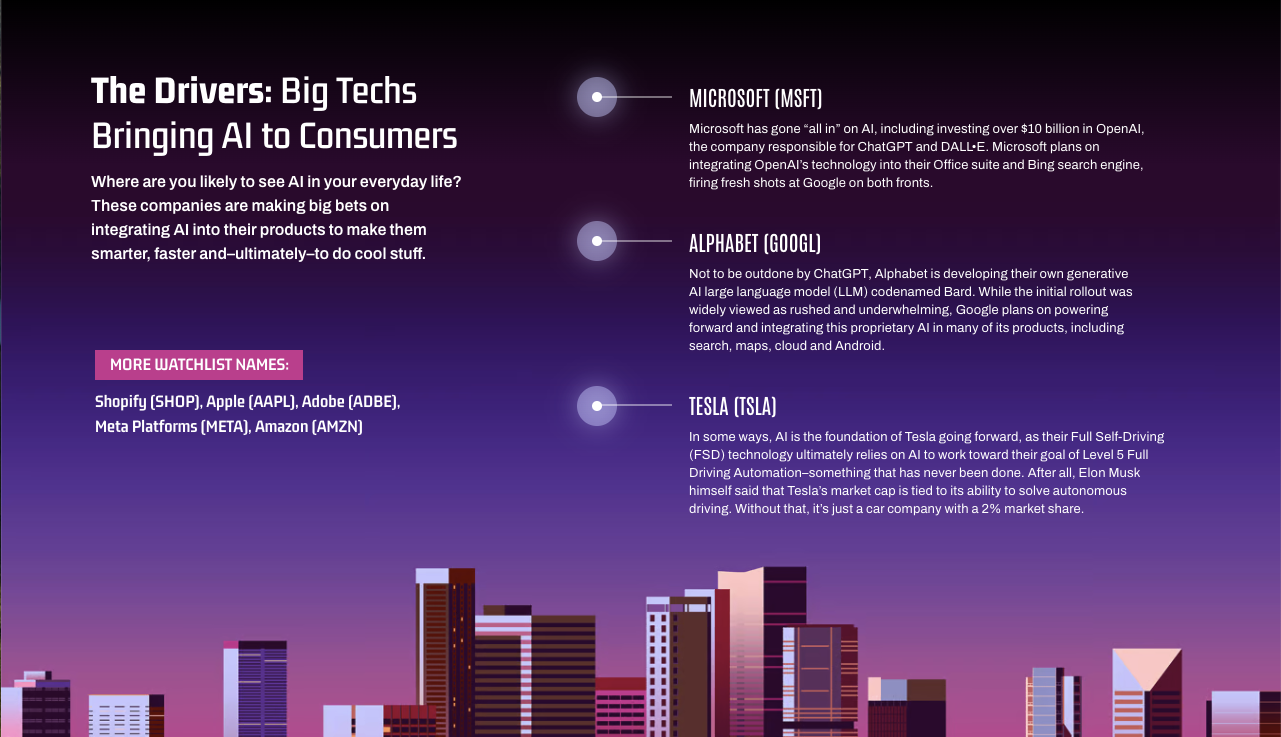 The Drivers: Big Techs
Bringing AI to Consumers
Where are you likely to see AI in your everyday life?
These companies are making big bets on
integrating AI into their products to make them
smarter, faster and–ultimately–to do cool stuff.
MORE WATCHLIST NAMES:
Shopify (SHOP), Apple (AAPL), Adobe (ADBE),
Meta Platforms (META), Amazon (AMZN)
MICROSOFT (MSFT)
Microsoft has gone “all in” on AI, including investing over $10 billion in OpenAI,
the company responsible for ChatGPT and DALL•E. Microsoft plans on
integrating OpenAI’s technology into their Office suite and Bing search engine,
firing fresh shots at Google on both fronts.
ALPHABET (GOOGL)
Not to be outdone by ChatGPT, Alphabet is developing their own generative
AI large language model (LLM) codenamed Bard. While the initial rollout was
widely viewed as rushed and underwhelming, Google plans on powering
forward and integrating this proprietary AI in many of its products, including
search, maps, cloud and Android.
TESLA (TSLA)
In some ways, AI is the foundation of Tesla going forward, as their Full Self-Driving
(FSD) technology ultimately relies on AI to work toward their goal of Level 5 Full
Driving Automation–something that has never been done. After all, Elon Musk
himself said that Tesla’s market cap is tied to its ability to solve autonomous
driving. Without that, it’s just a car company with a 2% market share.